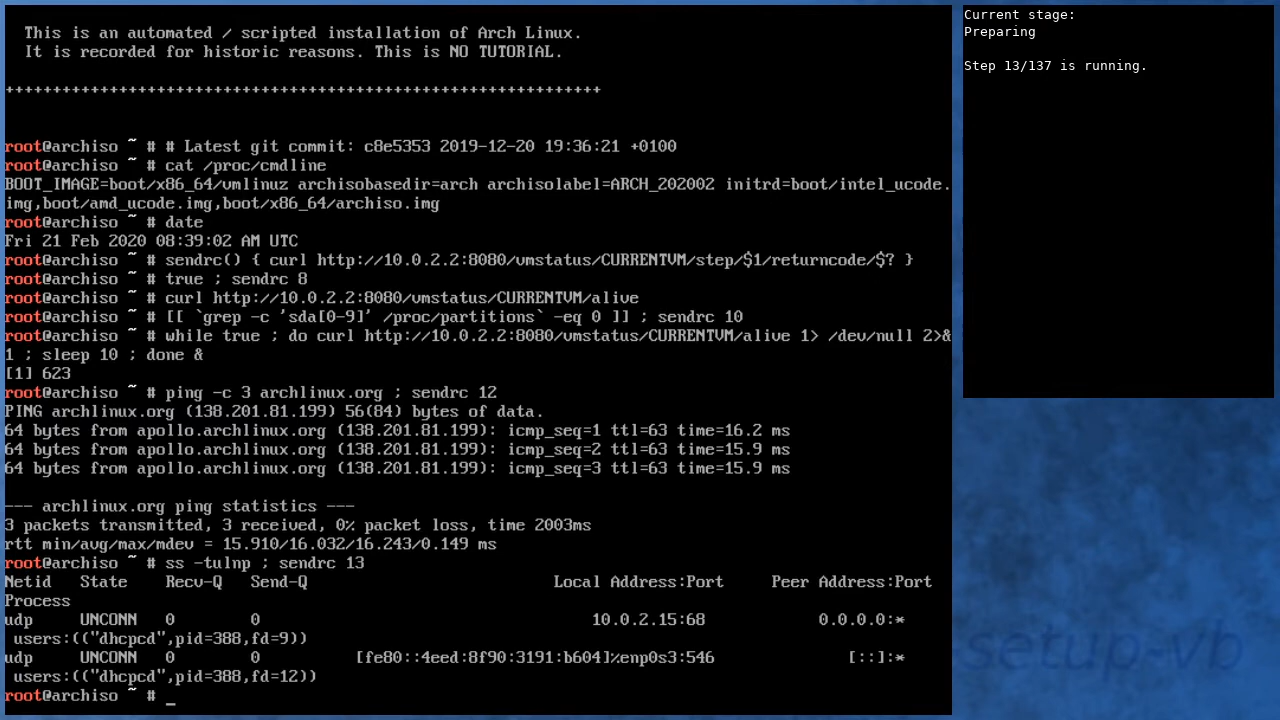 This is an automated / scripted installation of Arch Linux.
It is recorded for historic reasons. This is NO TUTORIAL.
+++++++++++++++++++++++++++++++++++++++++++++++++++++++++++++++
root@archiso ~ # # Latest git commit: c8e5353 2019-12-20 19:36:21 +0100
root@archiso ~ # cat /proc/cmdline
BOOT_IMAGE=boot/x86_64/vmlinuz archisobasedir=arch archisolabel=ARCH_202002 initrd=boot/intel_ucode.
img,boot/amd_ucode.img,boot/x86_64/archiso.img
root@archiso ~ # date
Fri 21 Feb 2020 08:39:02 AM UTC
root@archiso ~ # sendrc() { curl http://10.0.2.2:8080/vmstatus/CURRENTVM/step/$1/returncode/$? }
root@archiso ~ # true ; sendrc 8
root@archiso ~ # curl http://10.0.2.2:8080/vmstatus/CURRENTVM/alive
root@archiso ~ # [[ `grep -c 'sda[0-9]' /proc/partitions` -eq 0 ]] ; sendrc 10
root@archiso ~ # while true ; do curl http://10.0.2.2:8080/vmstatus/CURRENTVM/alive 1> /dev/null 2>&
1 ; sleep 10 ; done &
[1] 623
root@archiso ~ # ping -c 3 archlinux.org ; sendrc 12
PING archlinux.org (138.201.81.199) 56(84) bytes of data.
64 bytes from apollo.archlinux.org (138.201.81.199): icmp_seq=1 ttl=63 time=16.2 ms
64 bytes from apollo.archlinux.org (138.201.81.199): icmp_seq=2 ttl=63 time=15.9 ms
64 bytes from apollo.archlinux.org (138.201.81.199): icmp_seq=3 ttl=63 time=15.9 ms
--- archlinux.org ping statistics ---
3 packets transmitted, 3 received, 0% packet loss, time 2003ms
rtt min/avg/max/mdev = 15.910/16.032/16.243/0.149 ms
root@archiso ~ # ss -tulnp ; sendrc 13
Netid State Recv-Q Send-Q Local Address:Port Peer Address:Port
Process
udp UNCONN 0 0 10.0.2.15:68 0.0.0.0:*
users:(("dhcpcd",pid=388,fd=9))
udp UNCONN 0 0 [fe80::4eed:8f90:3191:b604]%enp0s3:546 [::]:*
users:(("dhcpcd",pid=388,fd=12))
root@archiso ~ # _
Current stage:
Preparing
Step 13/137 is running.
setup-vb